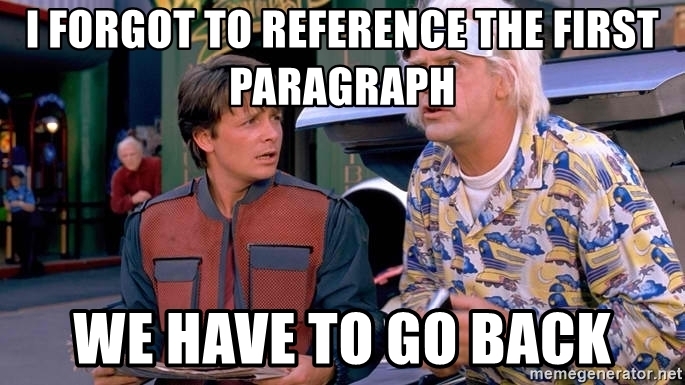 I FORGOT TO REFERENCE THE FIRST
PARAGRAPH
WE HAVE TO GO BACK
memegenerator.net